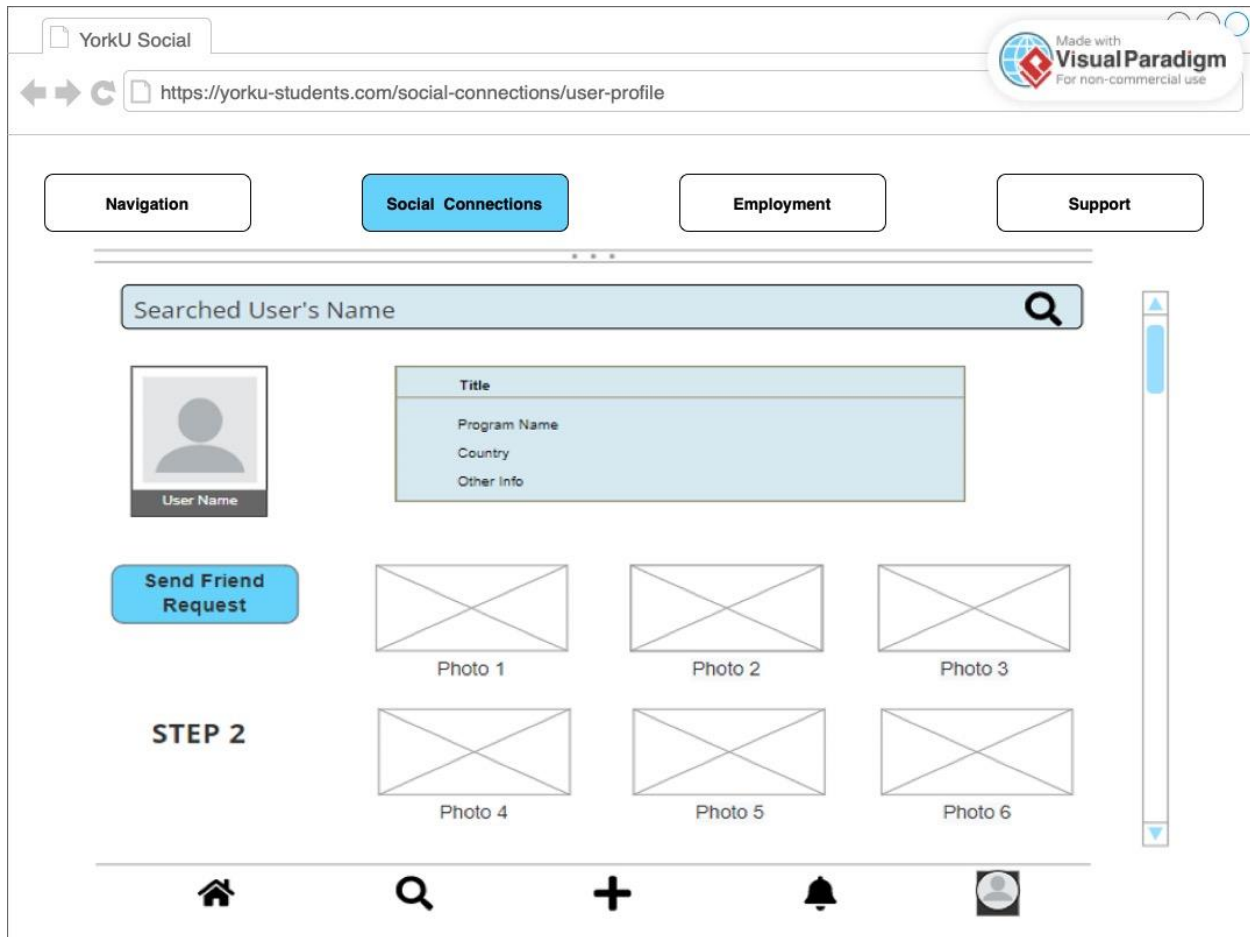 YorkU Social
Made with
Visual Paradigm
For non-commercial use
https://yorku-students.com/social-connections/user-profile
Navigation
Social Connections
Employment
Support
Searched User's Name
Title
Program Name
Country
Other Info
User Name
Send Friend
Request
Photo 1
Photo 2
Photo 3
STEP 2
Photo 4
Photo 5
Photo 6